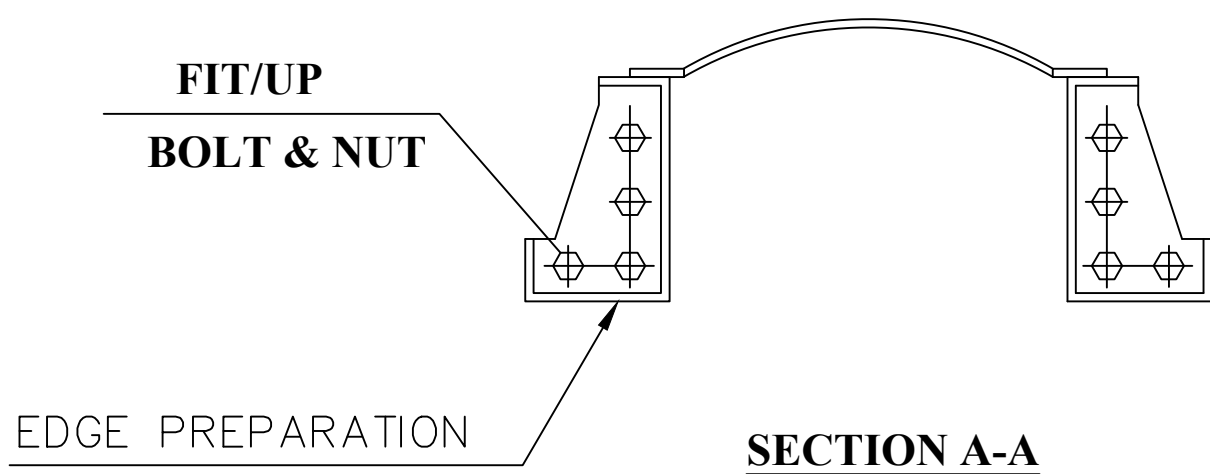 FIT/UP
BOLT & NUT
EDGE PREPARATION
SECTION A-A